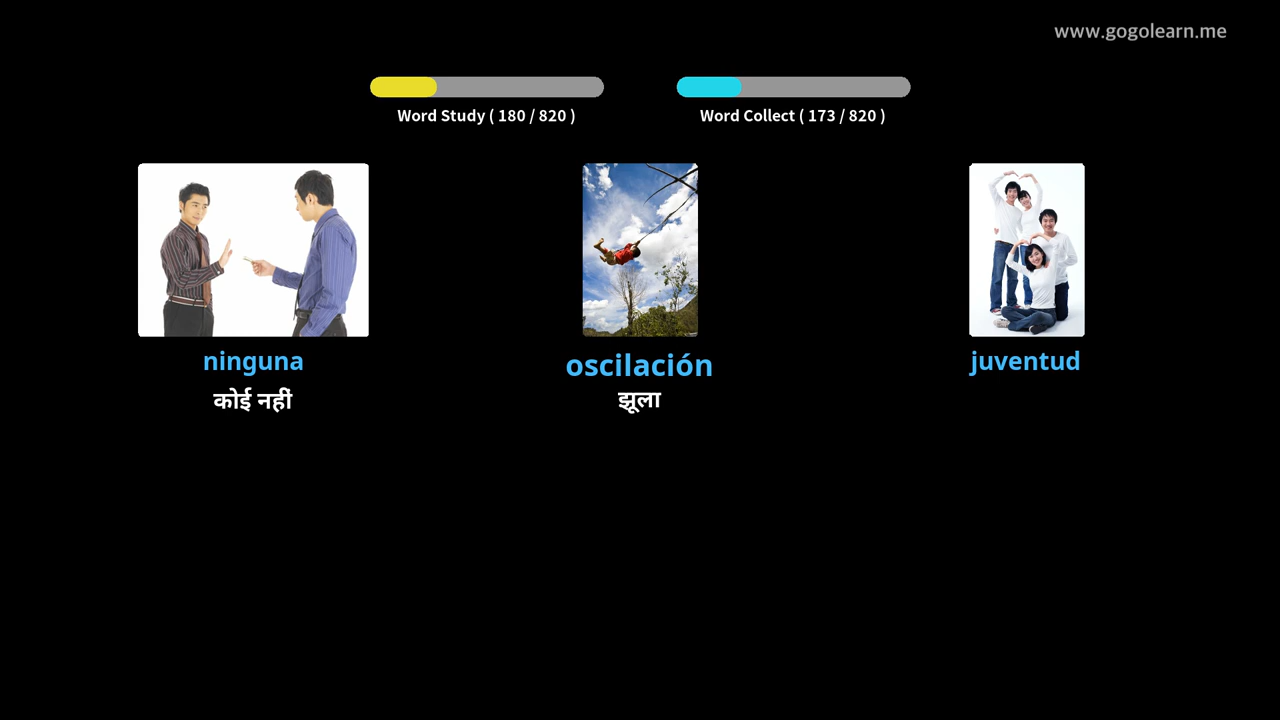 www.gogolearn.me
Word Study ( 180 / 820 )
Word Collect ( 173 / 820 )
ninguna
oscilación
juventud
कोई नहीं
झूला